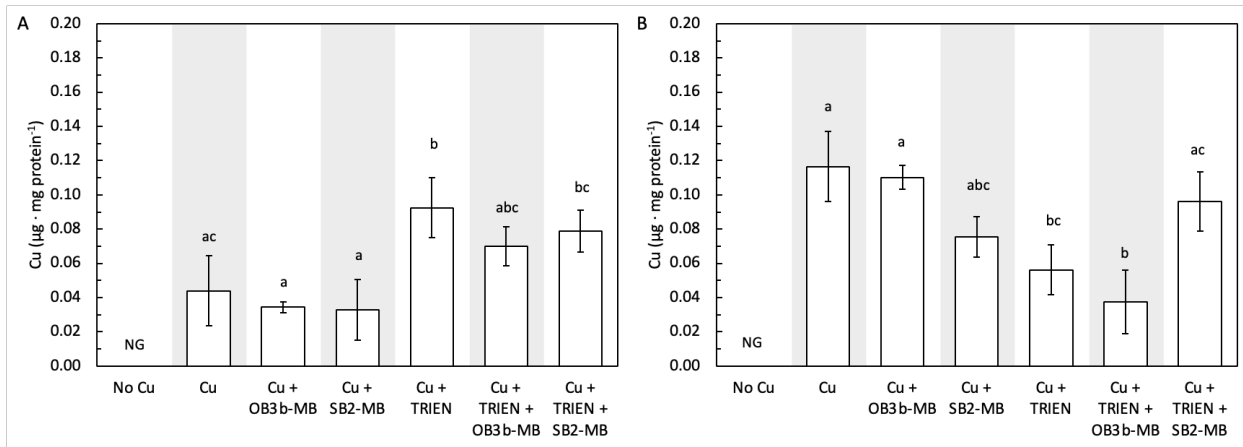 A
Cu (µg · mg protein⁻¹)
0.20
0.18
0.16
0.14
0.12
0.10
0.08
0.06
0.04
0.02
0.00
NG
ac
a
a
b
abc
bc
No Cu
Cu
Cu +
OB3b-MB
Cu +
SB2-MB
Cu +
TRIEN
Cu +
TRIEN +
OB3b-MB
Cu +
TRIEN +
SB2-MB
B
Cu (µg · mg protein⁻¹)
0.20
0.18
0.16
0.14
0.12
0.10
0.08
0.06
0.04
0.02
0.00
NG
a
a
abc
bc
b
ac
No Cu
Cu
Cu +
OB3b-MB
Cu +
SB2-MB
Cu +
TRIEN
Cu +
TRIEN +
OB3b-MB
Cu +
TRIEN +
SB2-MB